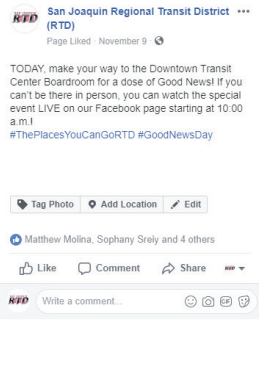 RTD
San Joaquin Regional Transit District
(RTD)
Page Liked · November 9 ·
TODAY, make your way to the Downtown Transit
Center Boardroom for a dose of Good News! If you
can't be there in person, you can watch the special
event LIVE on our Facebook page starting at 10:00
a.m.!
#ThePlacesYouCanGoRTD #GoodNewsDay
Tag Photo Add Location Edit
Matthew Molina, Sophany Sreiy and 4 others
Like Comment Share RTD
RTD Write a comment... GIF